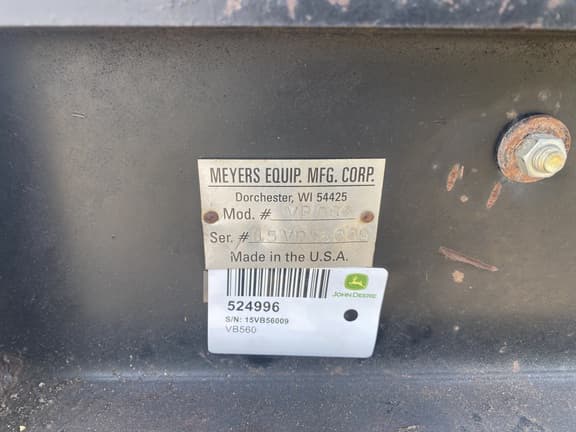 MEYERS EQUIP. MFG. CORP.
Dorchester, WI 54425
Mod. #
Ser. #
Made in the U.S.A.
JOHN DEERE
524996
S/N: 15VB56009
VB560